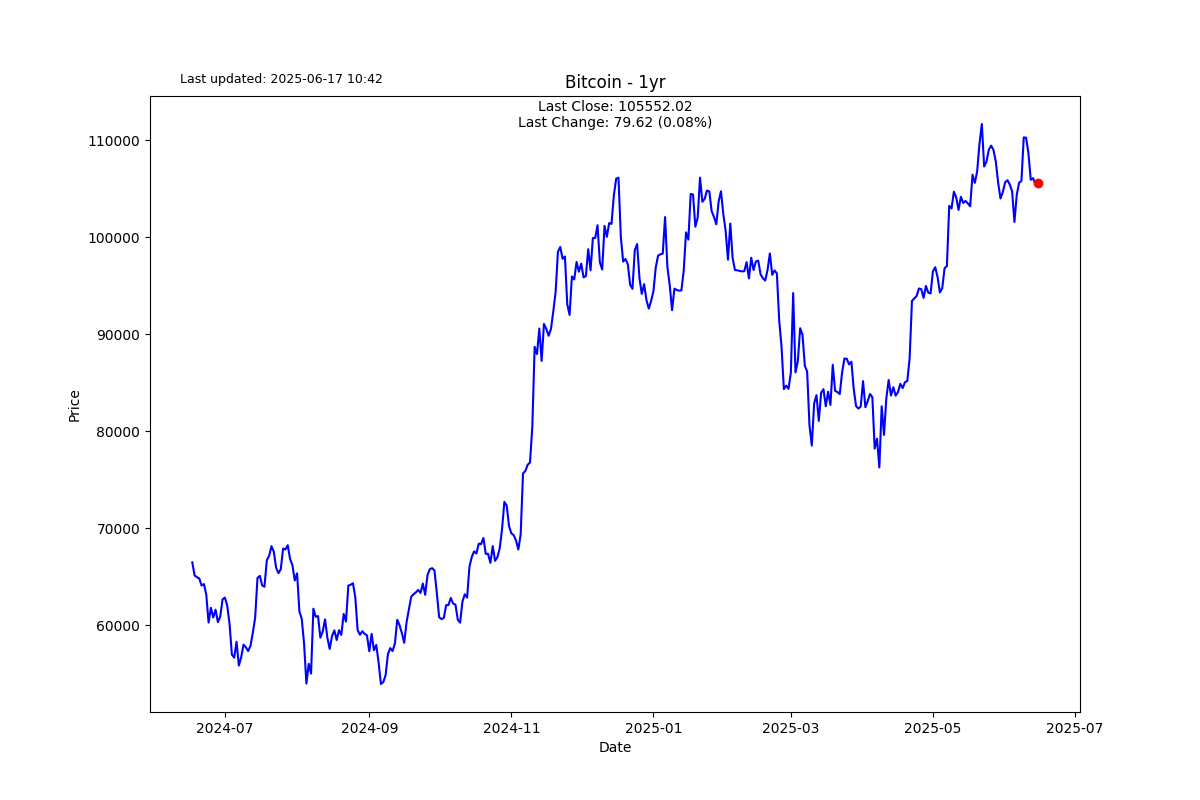 Last updated: 2025-06-17 10:42
Bitcoin - 1yr
Last Close: 105552.02
Last Change: 79.62 (0.08%)
110000
100000
90000
80000
70000
60000
Price
2024-07 2024-09 2024-11 2025-01 2025-03 2025-05 2025-07
Date